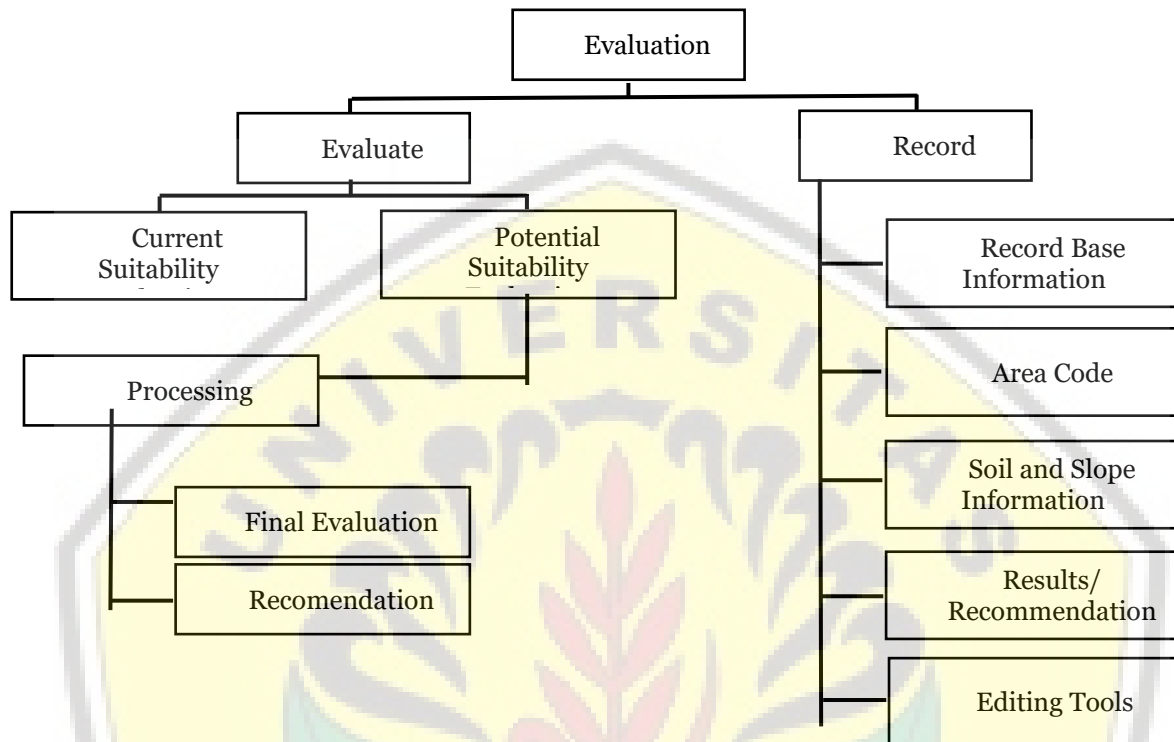 Evaluation
Evaluate
Record
Current
Suitability
Potential
Suitability
Record Base
Information
Processing
Area Code
Soil and Slope
Information
Final Evaluation
Results/
Recommendation
Recomendation
Editing Tools
UNIVERSITAS